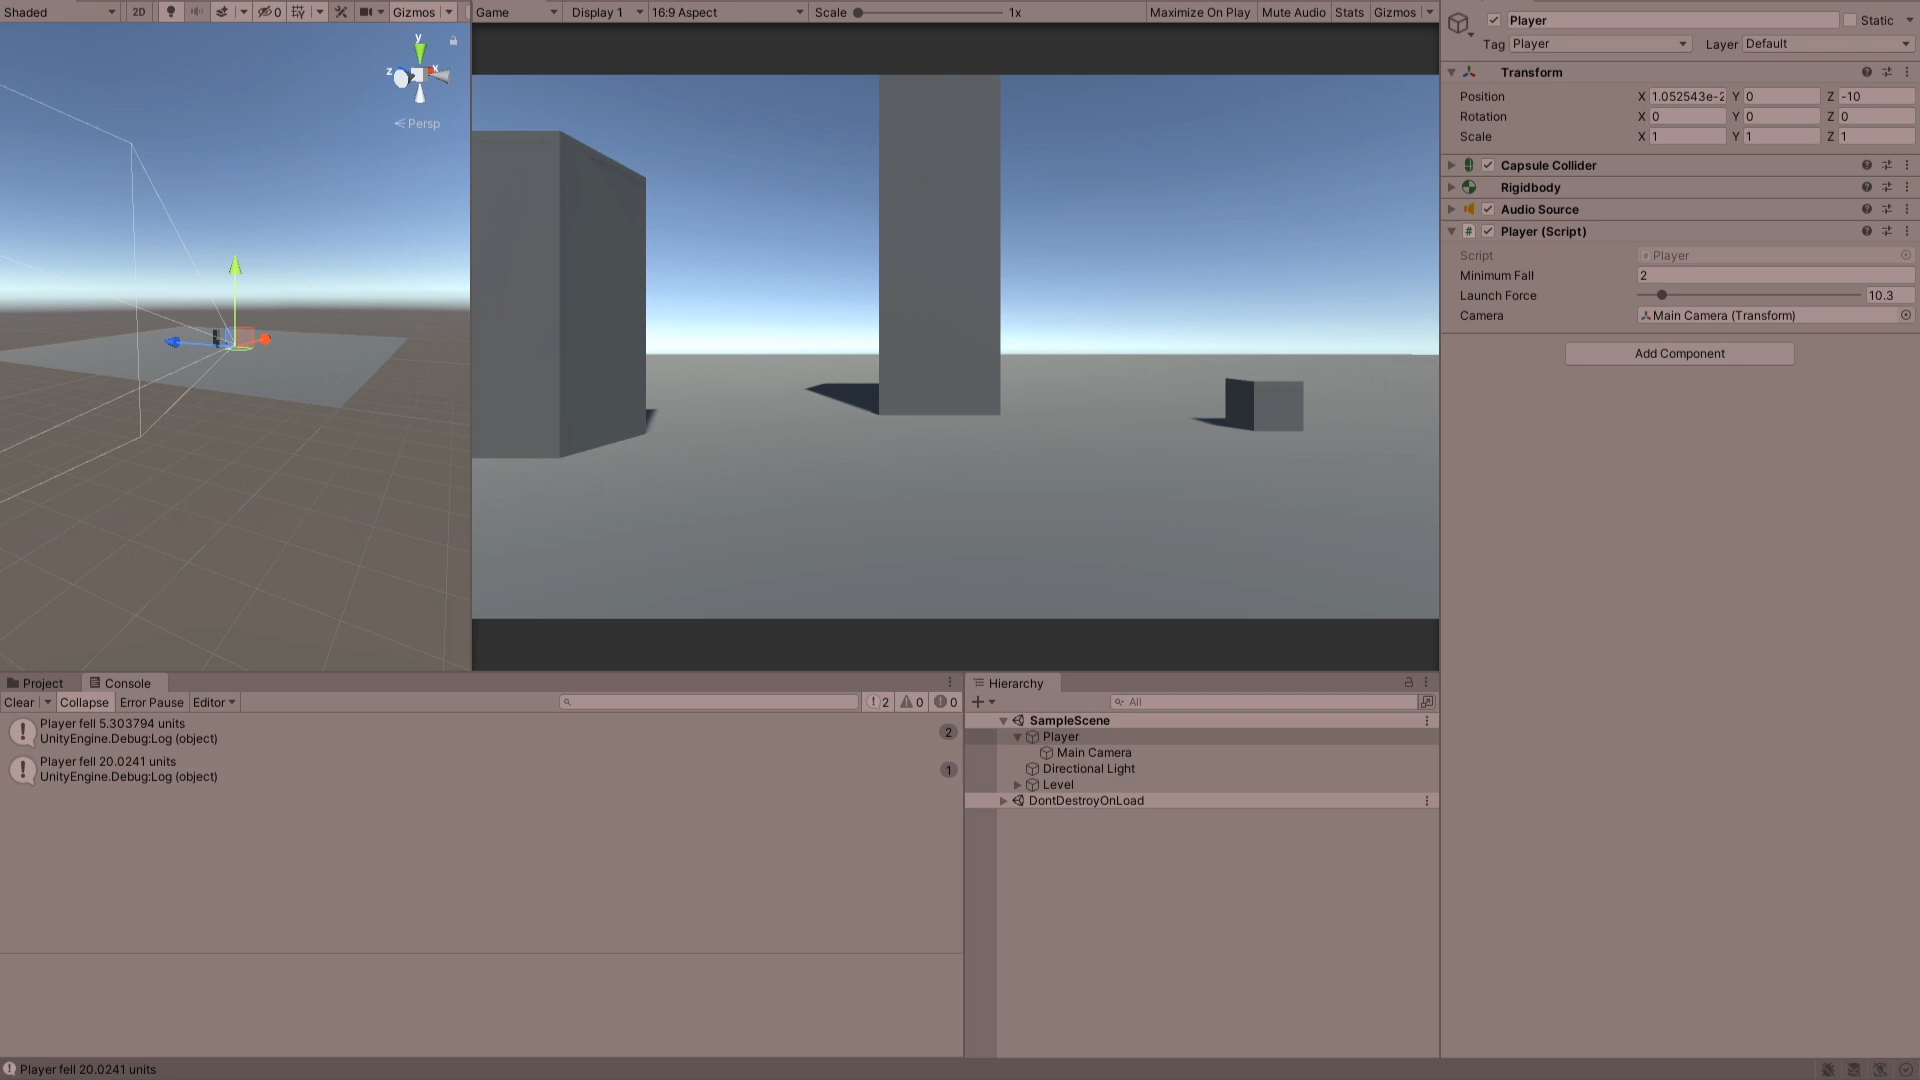 Shaded
2D
0
Gizmos
y
z
x
Persp
Game
Display 1
16:9 Aspect
Scale
1x
Maximize On Play
Mute Audio
Stats
Gizmos
Player
Static
Tag
Player
Layer
Default
Transform
Position X 1.052543e-2 Y 0 Z -10
Rotation X 0 Y 0 Z 0
Scale X 1 Y 1 Z 1
Capsule Collider
Rigidbody
Audio Source
# Player (Script)
Script # Player
Minimum Fall 2
Launch Force 10.3
Camera Main Camera (Transform)
Add Component
Project
Console
Clear
Collapse
Error Pause
Editor
2
0
0
Player fell 5.303794 units
UnityEngine.Debug:Log (object)
2
Player fell 20.0241 units
UnityEngine.Debug:Log (object)
1
Hierarchy
All
SampleScene
Player
Main Camera
Directional Light
Level
DontDestroyOnLoad
Player fell 20.0241 units